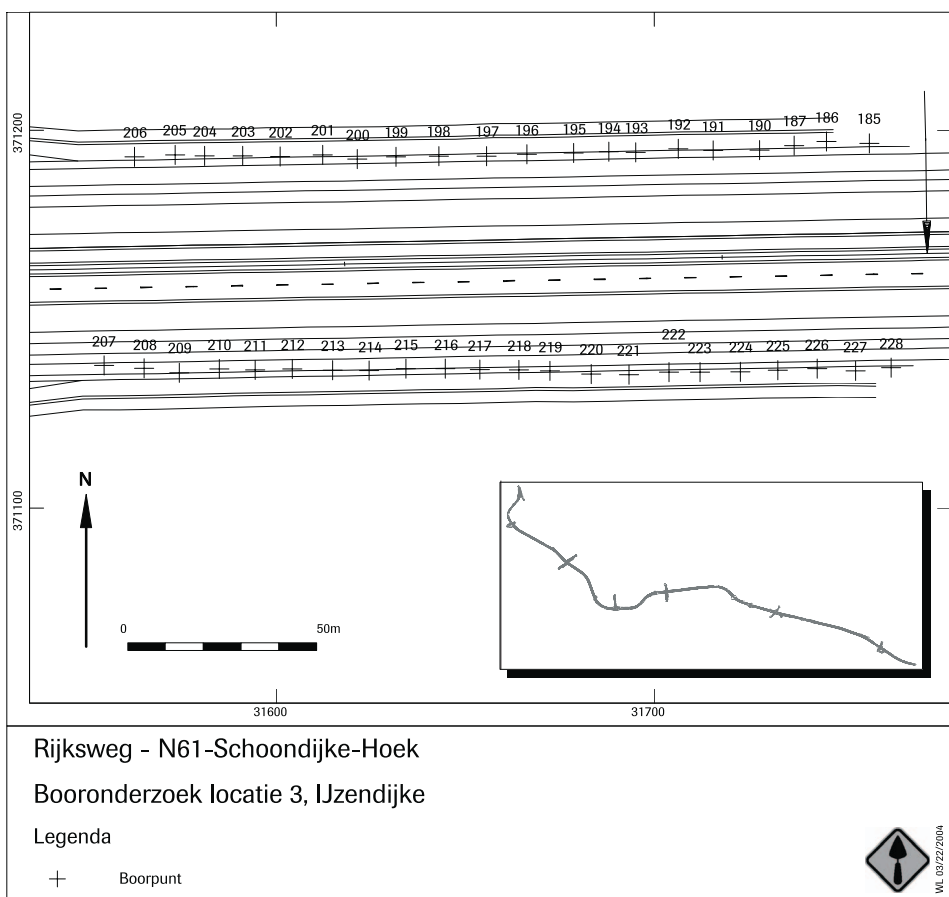 371200
206 205 204 203 202 201 200 199 198 197 196 195 194 193 192 191 190 187 186 185
207 208 209 210 211 212 213 214 215 216 217 218 219 220 221 222 223 224 225 226 227 228
371100
N
0 50m
31600 31700
Rijksweg - N61-Schoondijke-Hoek
Booronderzoek locatie 3, IJzendijke
Legenda
Boorpunt
WL 03/22/2004